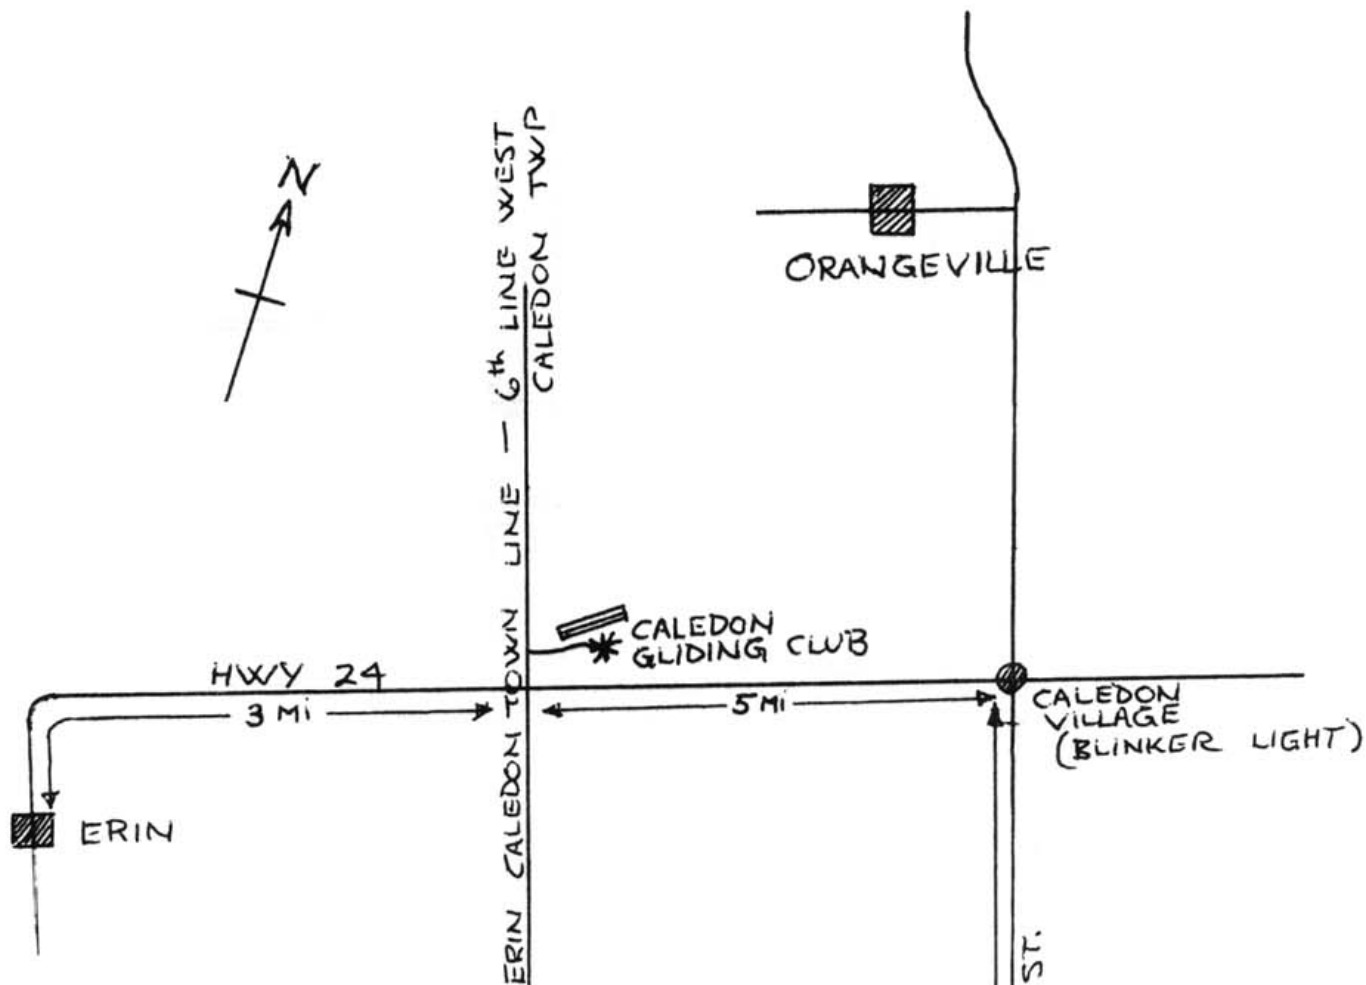 N
6th LINE WEST
CALEDON TWP
ERIN CALEDON TOWN LINE —
ORANGEVILLE
CALEDON
GLIDING CLUB
HWY 24
3 Mi
5 Mi
CALEDON
VILLAGE
(BLINKER LIGHT)
ERIN
ST.